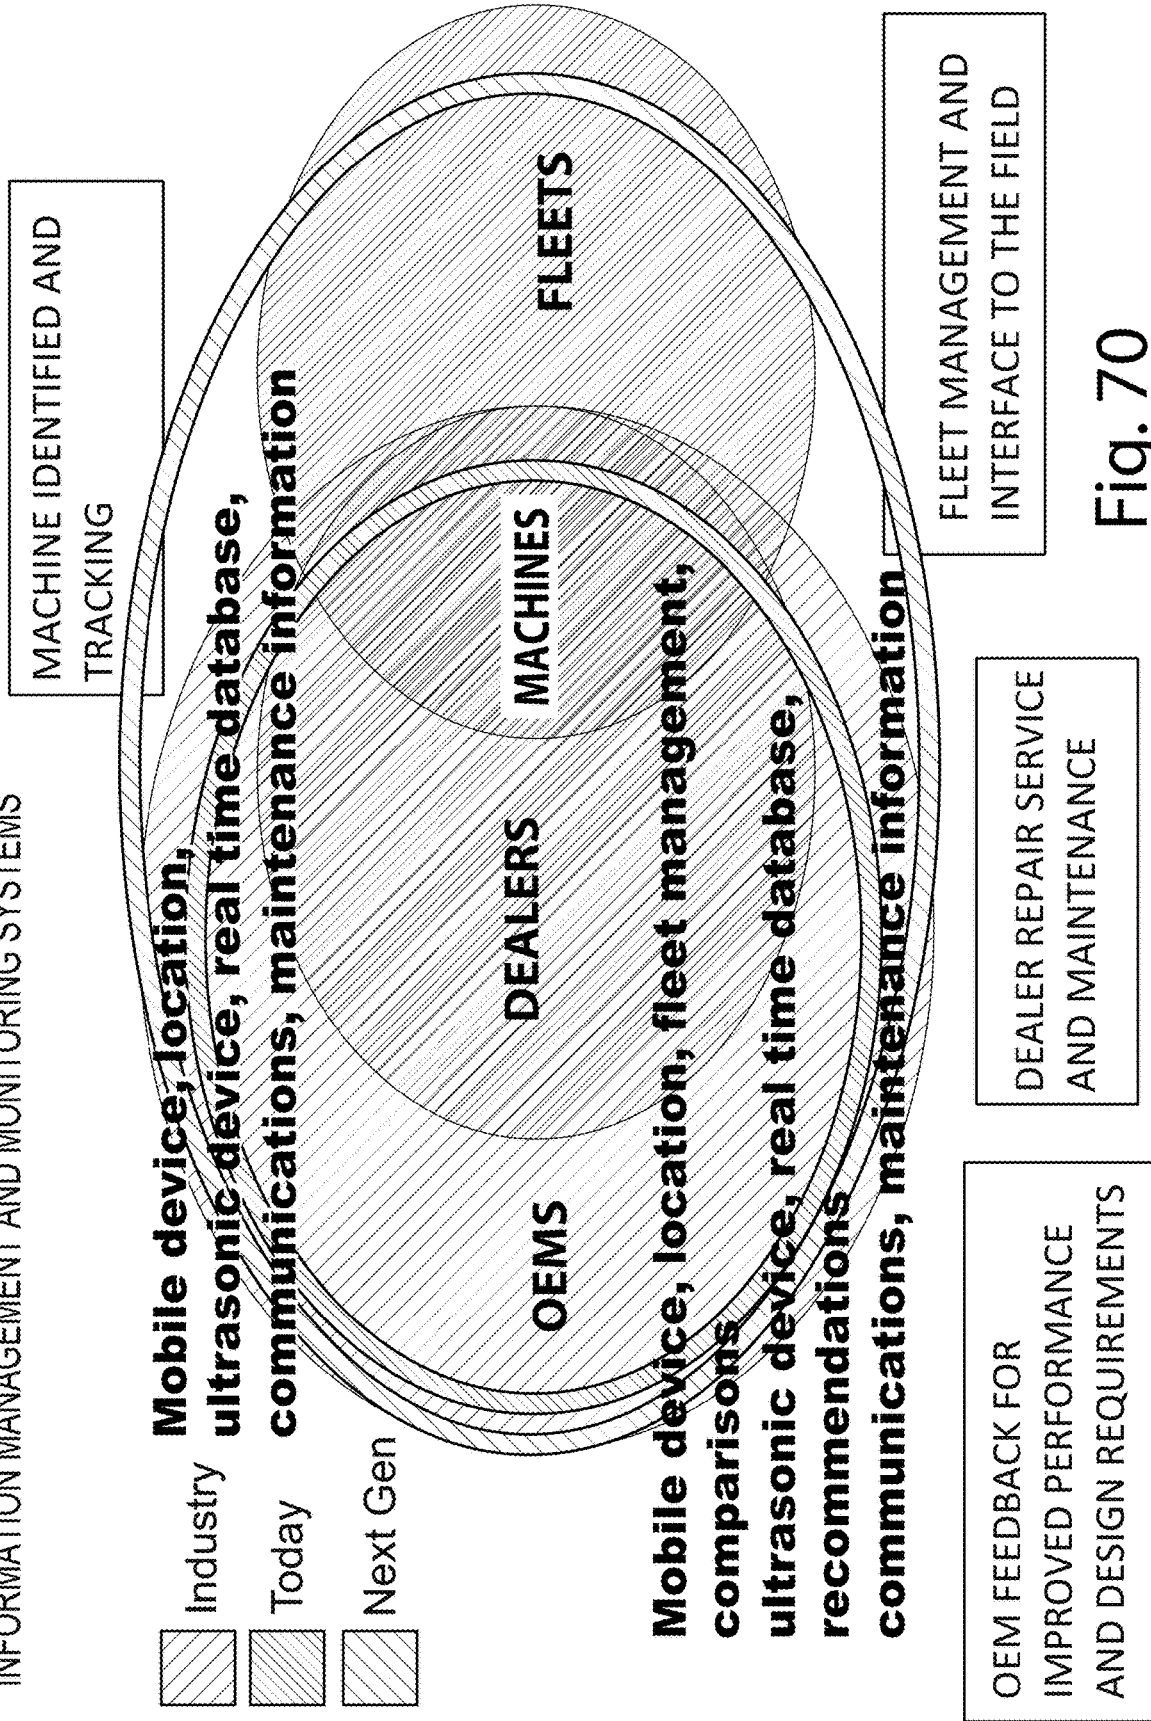 INFORMATION MANAGEMENT AND MONITORING SYSTEMS
Industry
Today
Next Gen
Mobile device, location,
ultrasonic device, real time database,
communications, maintenance information
MACHINE IDENTIFIED AND
TRACKING
OEMS
DEALERS
MACHINES
FLEETS
Mobile device, location, fleet management,
comparisons
ultrasonic device, real time database,
recommendations
communications, maintenance information
OEM FEEDBACK FOR
IMPROVED PERFORMANCE
AND DESIGN REQUIREMENTS
DEALER REPAIR SERVICE
AND MAINTENANCE
FLEET MANAGEMENT AND
INTERFACE TO THE FIELD
Fig. 70